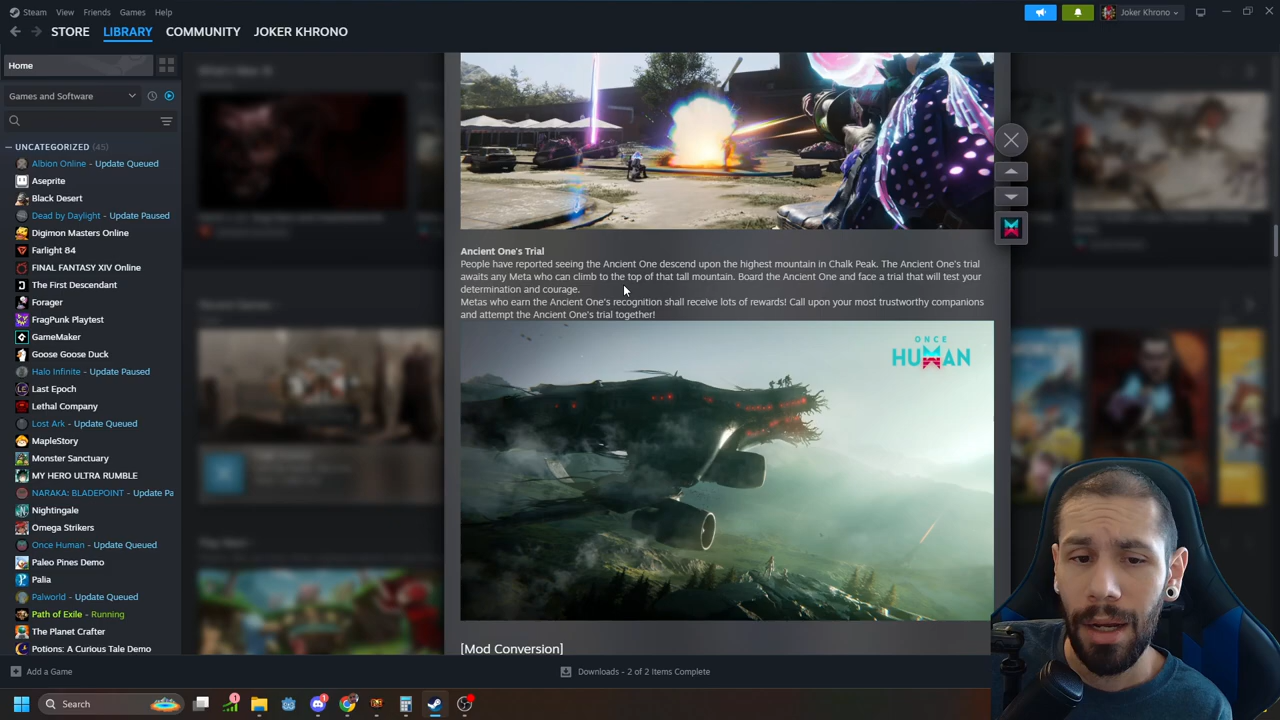 Steam View Friends Games Help
Joker Khrono
STORE LIBRARY COMMUNITY JOKER KHRONO
Home
Games and Software
UNCATEGORIZED (45)
Albion Online - Update Queued
Aseprite
Black Desert
Dead by Daylight - Update Paused
Digimon Masters Online
Farlight 84
FINAL FANTASY XIV Online
The First Descendant
Forager
FragPunk Playtest
GameMaker
Goose Goose Duck
Halo Infinite - Update Paused
Last Epoch
Lethal Company
Lost Ark - Update Queued
MapleStory
Monster Sanctuary
MY HERO ULTRA RUMBLE
NARAKA: BLADEPOINT - Update Pa
Nightingale
Omega Strikers
Once Human - Update Queued
Paleo Pines Demo
Palia
Palworld - Update Queued
Path of Exile - Running
The Planet Crafter
Potions: A Curious Tale Demo
Ancient One's Trial
People have reported seeing the Ancient One descend upon the highest mountain in Chalk Peak. The Ancient One's trial
awaits any Meta who can climb to the top of that tall mountain. Board the Ancient One and face a trial that will test your
determination and courage.
Metas who earn the Ancient One's recognition shall receive lots of rewards! Call upon your most trustworthy companions
and attempt the Ancient One's trial together!
ONCE
HUMAN
[Mod Conversion]
Add a Game
Downloads - 2 of 2 Items Complete
Search